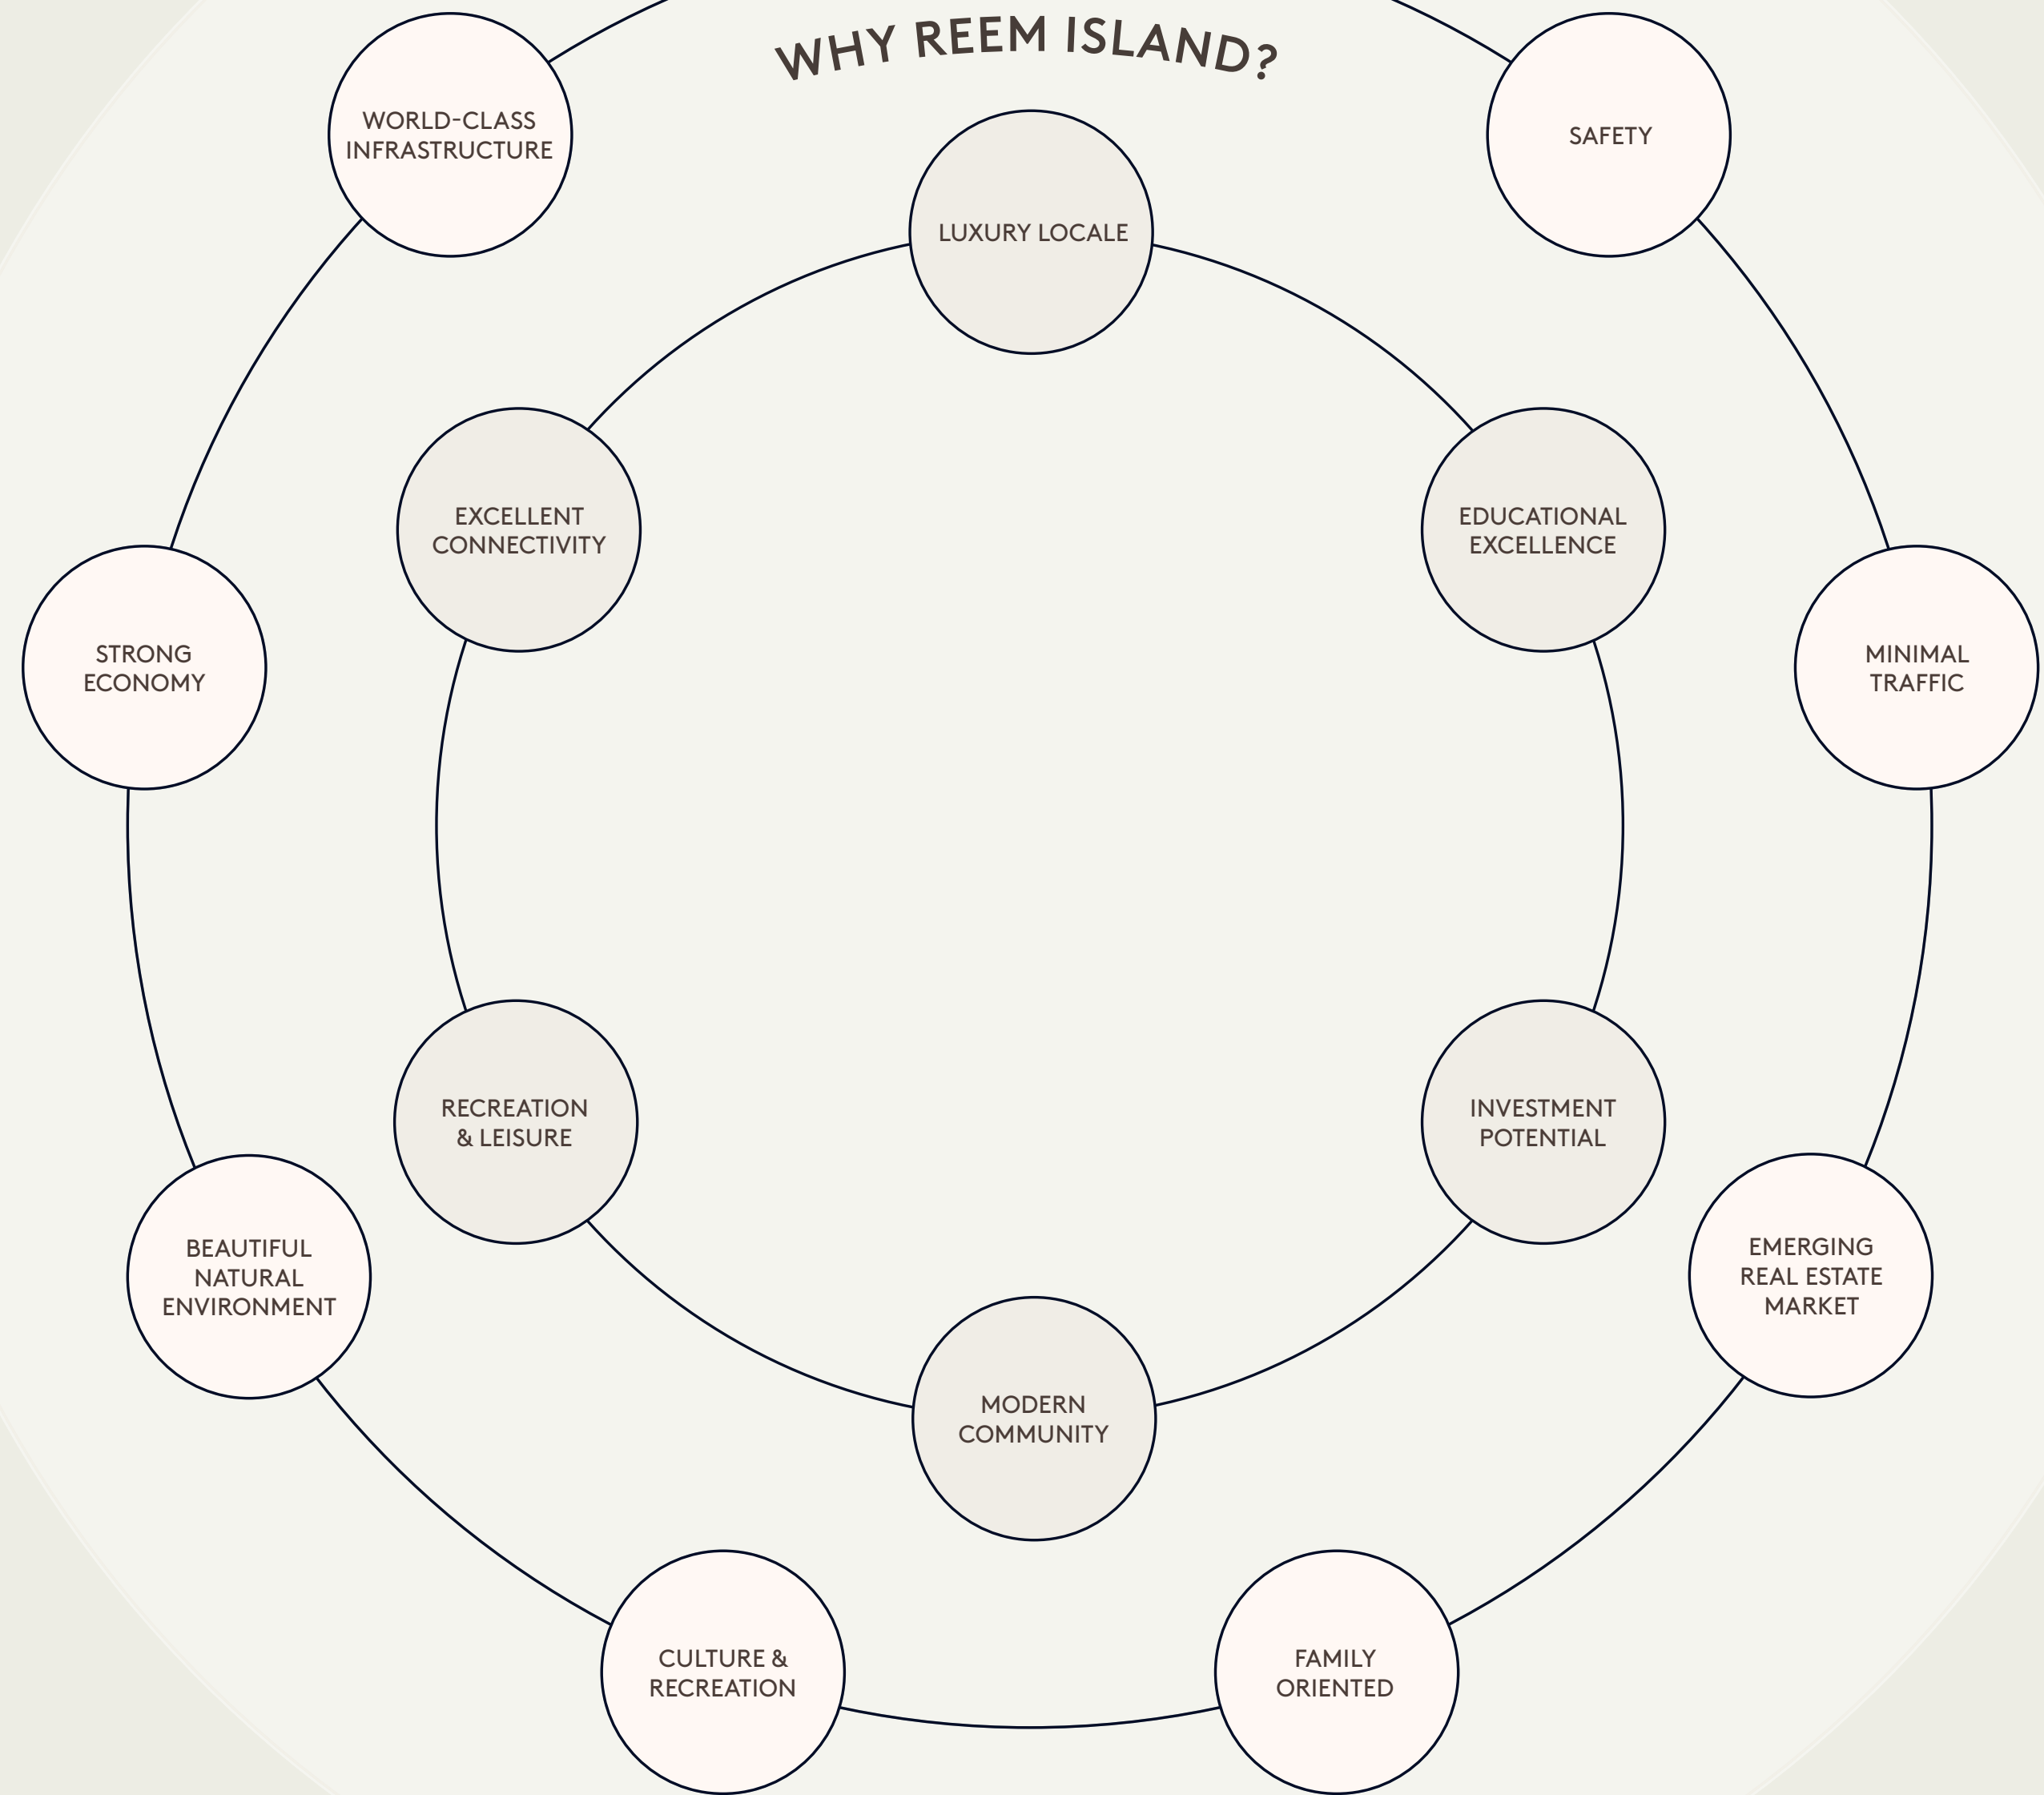 WHY REEM ISLAND?
WORLD-CLASS
INFRASTRUCTURE
SAFETY
LUXURY LOCALE
EXCELLENT
CONNECTIVITY
EDUCATIONAL
EXCELLENCE
STRONG
ECONOMY
MINIMAL
TRAFFIC
RECREATION
& LEISURE
INVESTMENT
POTENTIAL
BEAUTIFUL
NATURAL
ENVIRONMENT
EMERGING
REAL ESTATE
MARKET
MODERN
COMMUNITY
CULTURE &
RECREATION
FAMILY
ORIENTED